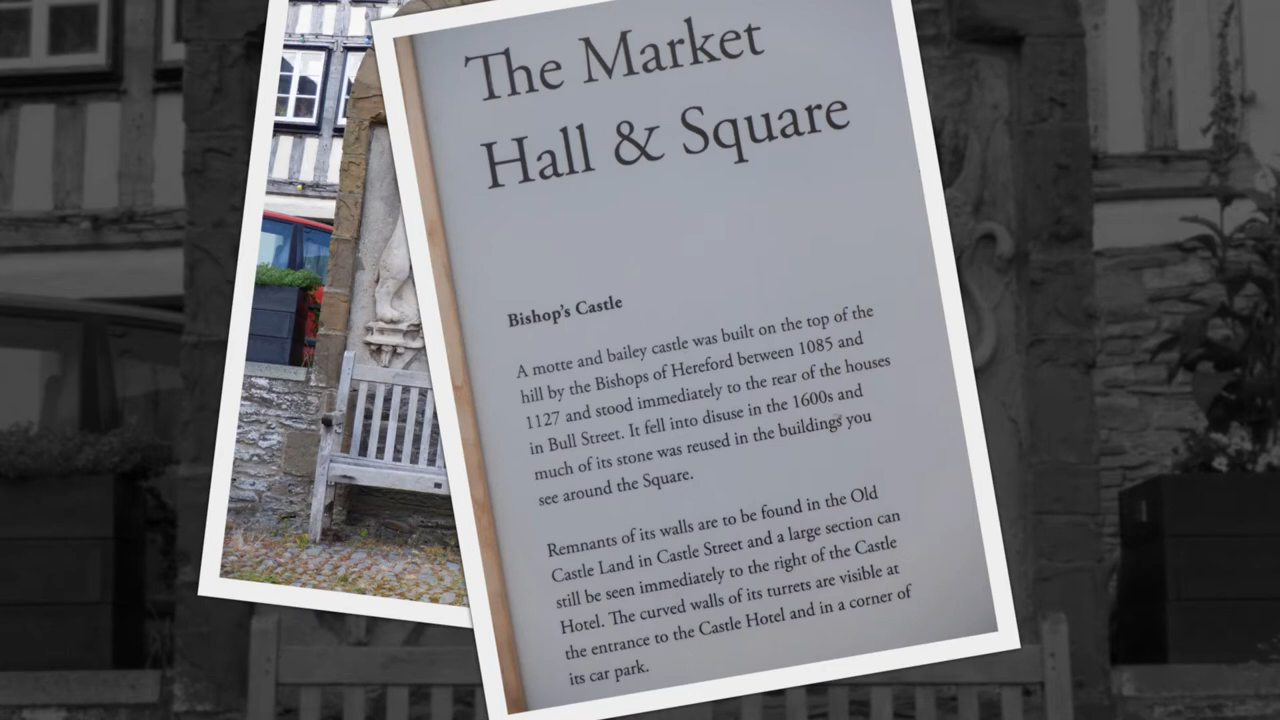 The Market
Hall & Square
Bishop's Castle
A motte and bailey castle was built on the top of the
hill by the Bishops of Hereford between 1085 and
1127 and stood immediately to the rear of the houses
in Bull Street. It fell into disuse in the 1600s and
much of its stone was reused in the buildings you
see around the Square.
Remnants of its walls are to be found in the Old
Castle Land in Castle Street and a large section can
still be seen immediately to the right of the Castle
Hotel. The curved walls of its turrets are visible at
the entrance to the Castle Hotel and in a corner of
its car park.